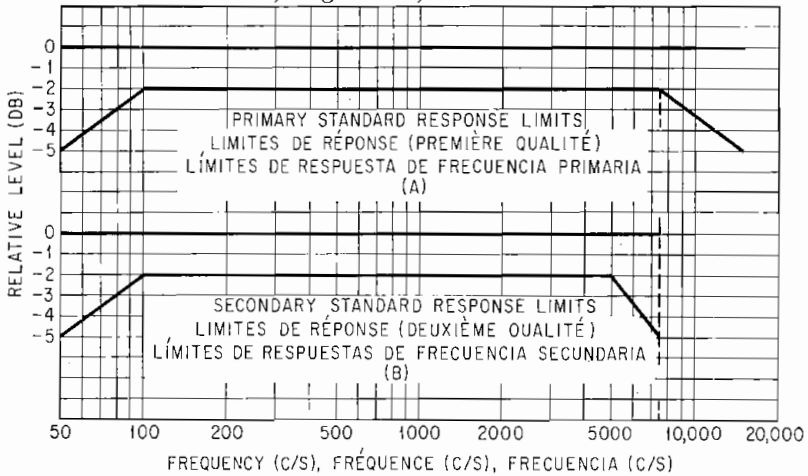 0
-1
-2
-3
-4
-5
RELATIVE LEVEL (DB)
PRIMARY STANDARD RESPONSE LIMITS
LIMITES DE RÉPONSE (PREMIÈRE QUALITÉ)
LÍMITES DE RESPUESTA DE FRECUENCIA PRIMARIA
(A)
0
-1
-2
-3
-4
-5
SECONDARY STANDARD RESPONSE LIMITS
LIMITES DE RÉPONSE (DEUXIÈME QUALITÉ)
LÍMITES DE RESPUESTAS DE FRECUENCIA SECUNDARIA
(B)
50 100 200 500 1000 2000 5000 10,000 20,000
FREQUENCY (C/S), FRÉQUENCE (C/S), FRECUENCIA (C/S)